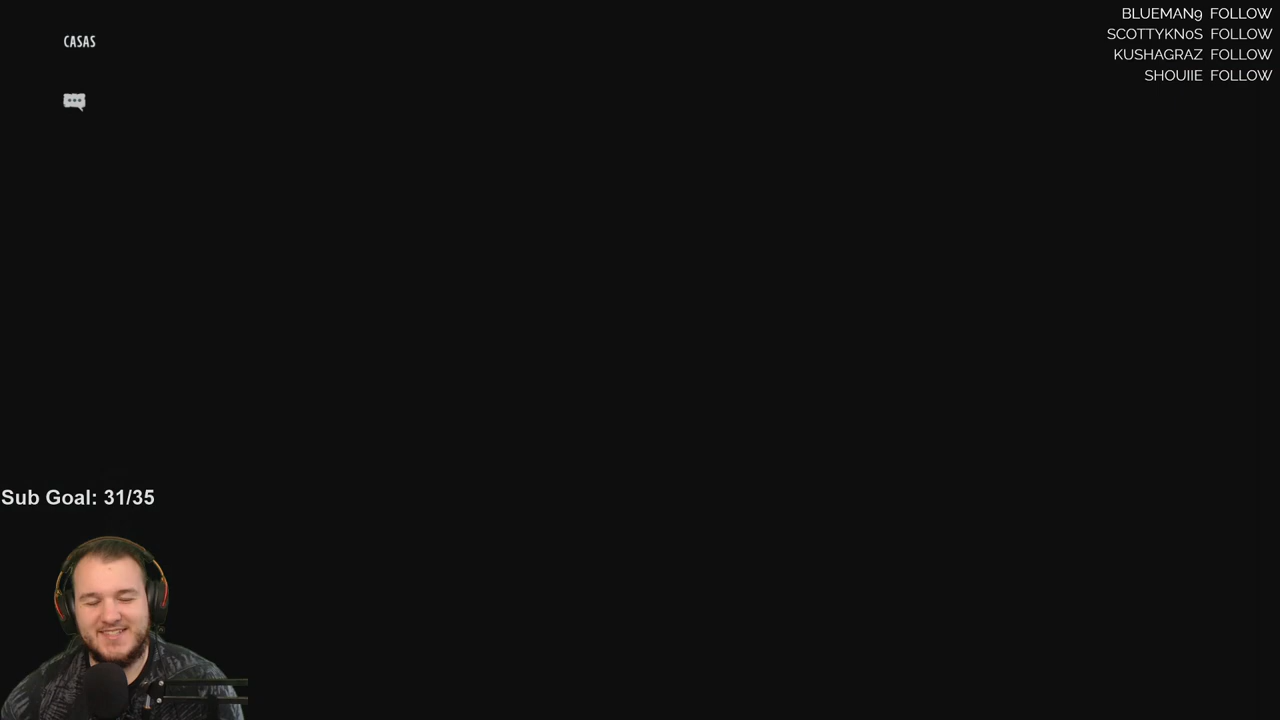 CASAS
BLUEMAN9 FOLLOW
SCOTTYKN0S FOLLOW
KUSHAGRAZ FOLLOW
SHOUIIE FOLLOW
Sub Goal: 31/35